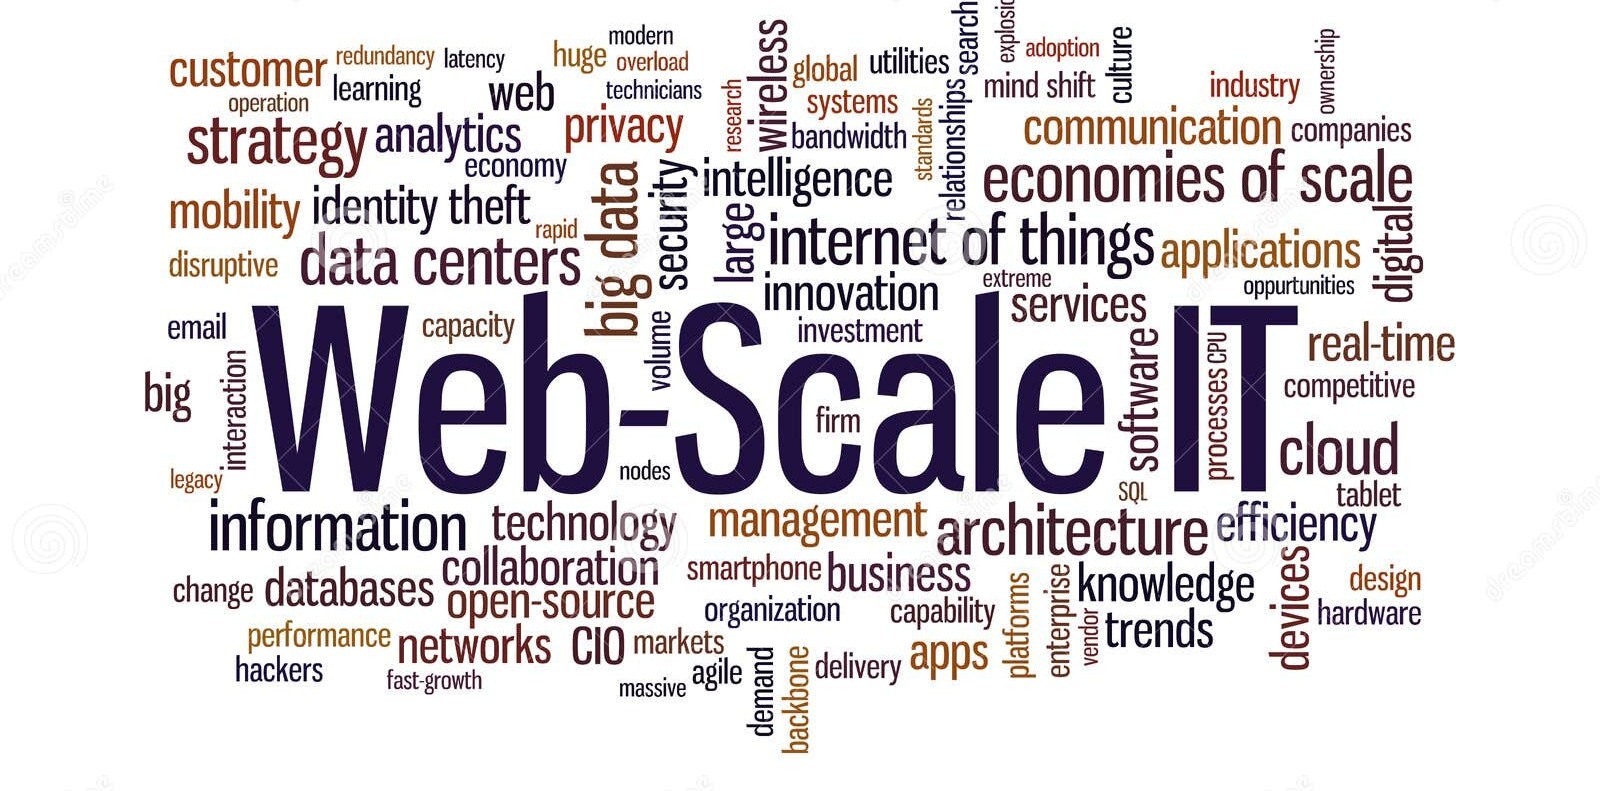 modern
customer
redundancy
latency
huge
overload
learning
web
technicians
operation
strategy
analytics
privacy
economy
research
wireless
global
utilities
search
systems
bandwidth
standards
relationships
adoption
mind shift
culture
industry
ownership
communication
companies
economies of scale
mobility
identity theft
rapid
big data
security
intelligence
large
internet of things
applications
digitale
disruptive
data centers
innovation
extreme
services
oppurtunities
email
capacity
volume
investment
Web-Scale IT
software
processes
CPU
real-time
competitive
big
interaction
firm
cloud
legacy
nodes
SQL
tablet
information
technology
management
architecture
efficiency
change
databases
collaboration
smartphone
business
knowledge
design
open-source
organization
capability
platforms
enterprise
vendor
devices
hardware
performance
networks
CIO
markets
trends
hackers
fast-growth
massive
agile
demand
backbone
delivery
apps
dreamstime